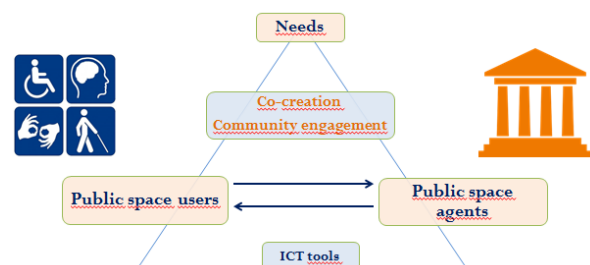 Needs
Co-creation
Community engagement
Public space users
Public space
agents
ICT tools